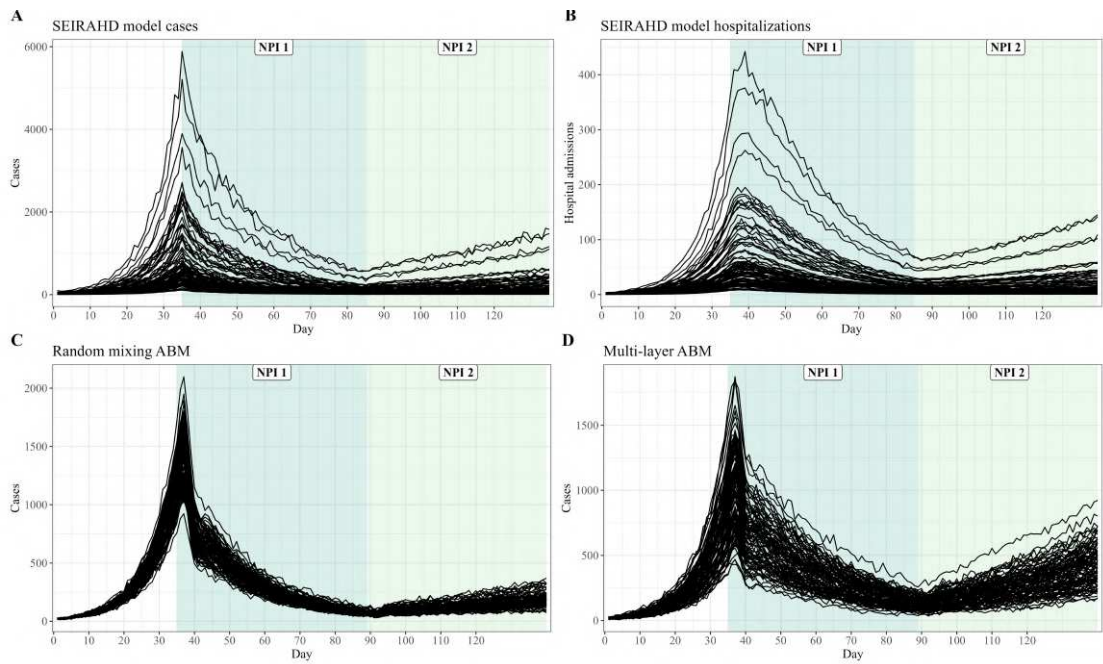 A
SEIRAHD model cases
NPI 1
NPI 2
6000
4000
2000
0
Cases
0 10 20 30 40 50 60 70 80 90 100 110 120
Day
B
SEIRAHD model hospitalizations
NPI 1
NPI 2
400
300
200
100
0
Hospital admissions
0 10 20 30 40 50 60 70 80 90 100 110 120
Day
C
Random mixing ABM
NPI 1
NPI 2
2000
1500
1000
500
0
Cases
0 10 20 30 40 50 60 70 80 90 100 110 120
Day
D
Multi-layer ABM
NPI 1
NPI 2
1500
1000
500
0
Cases
0 10 20 30 40 50 60 70 80 90 100 110 120
Day